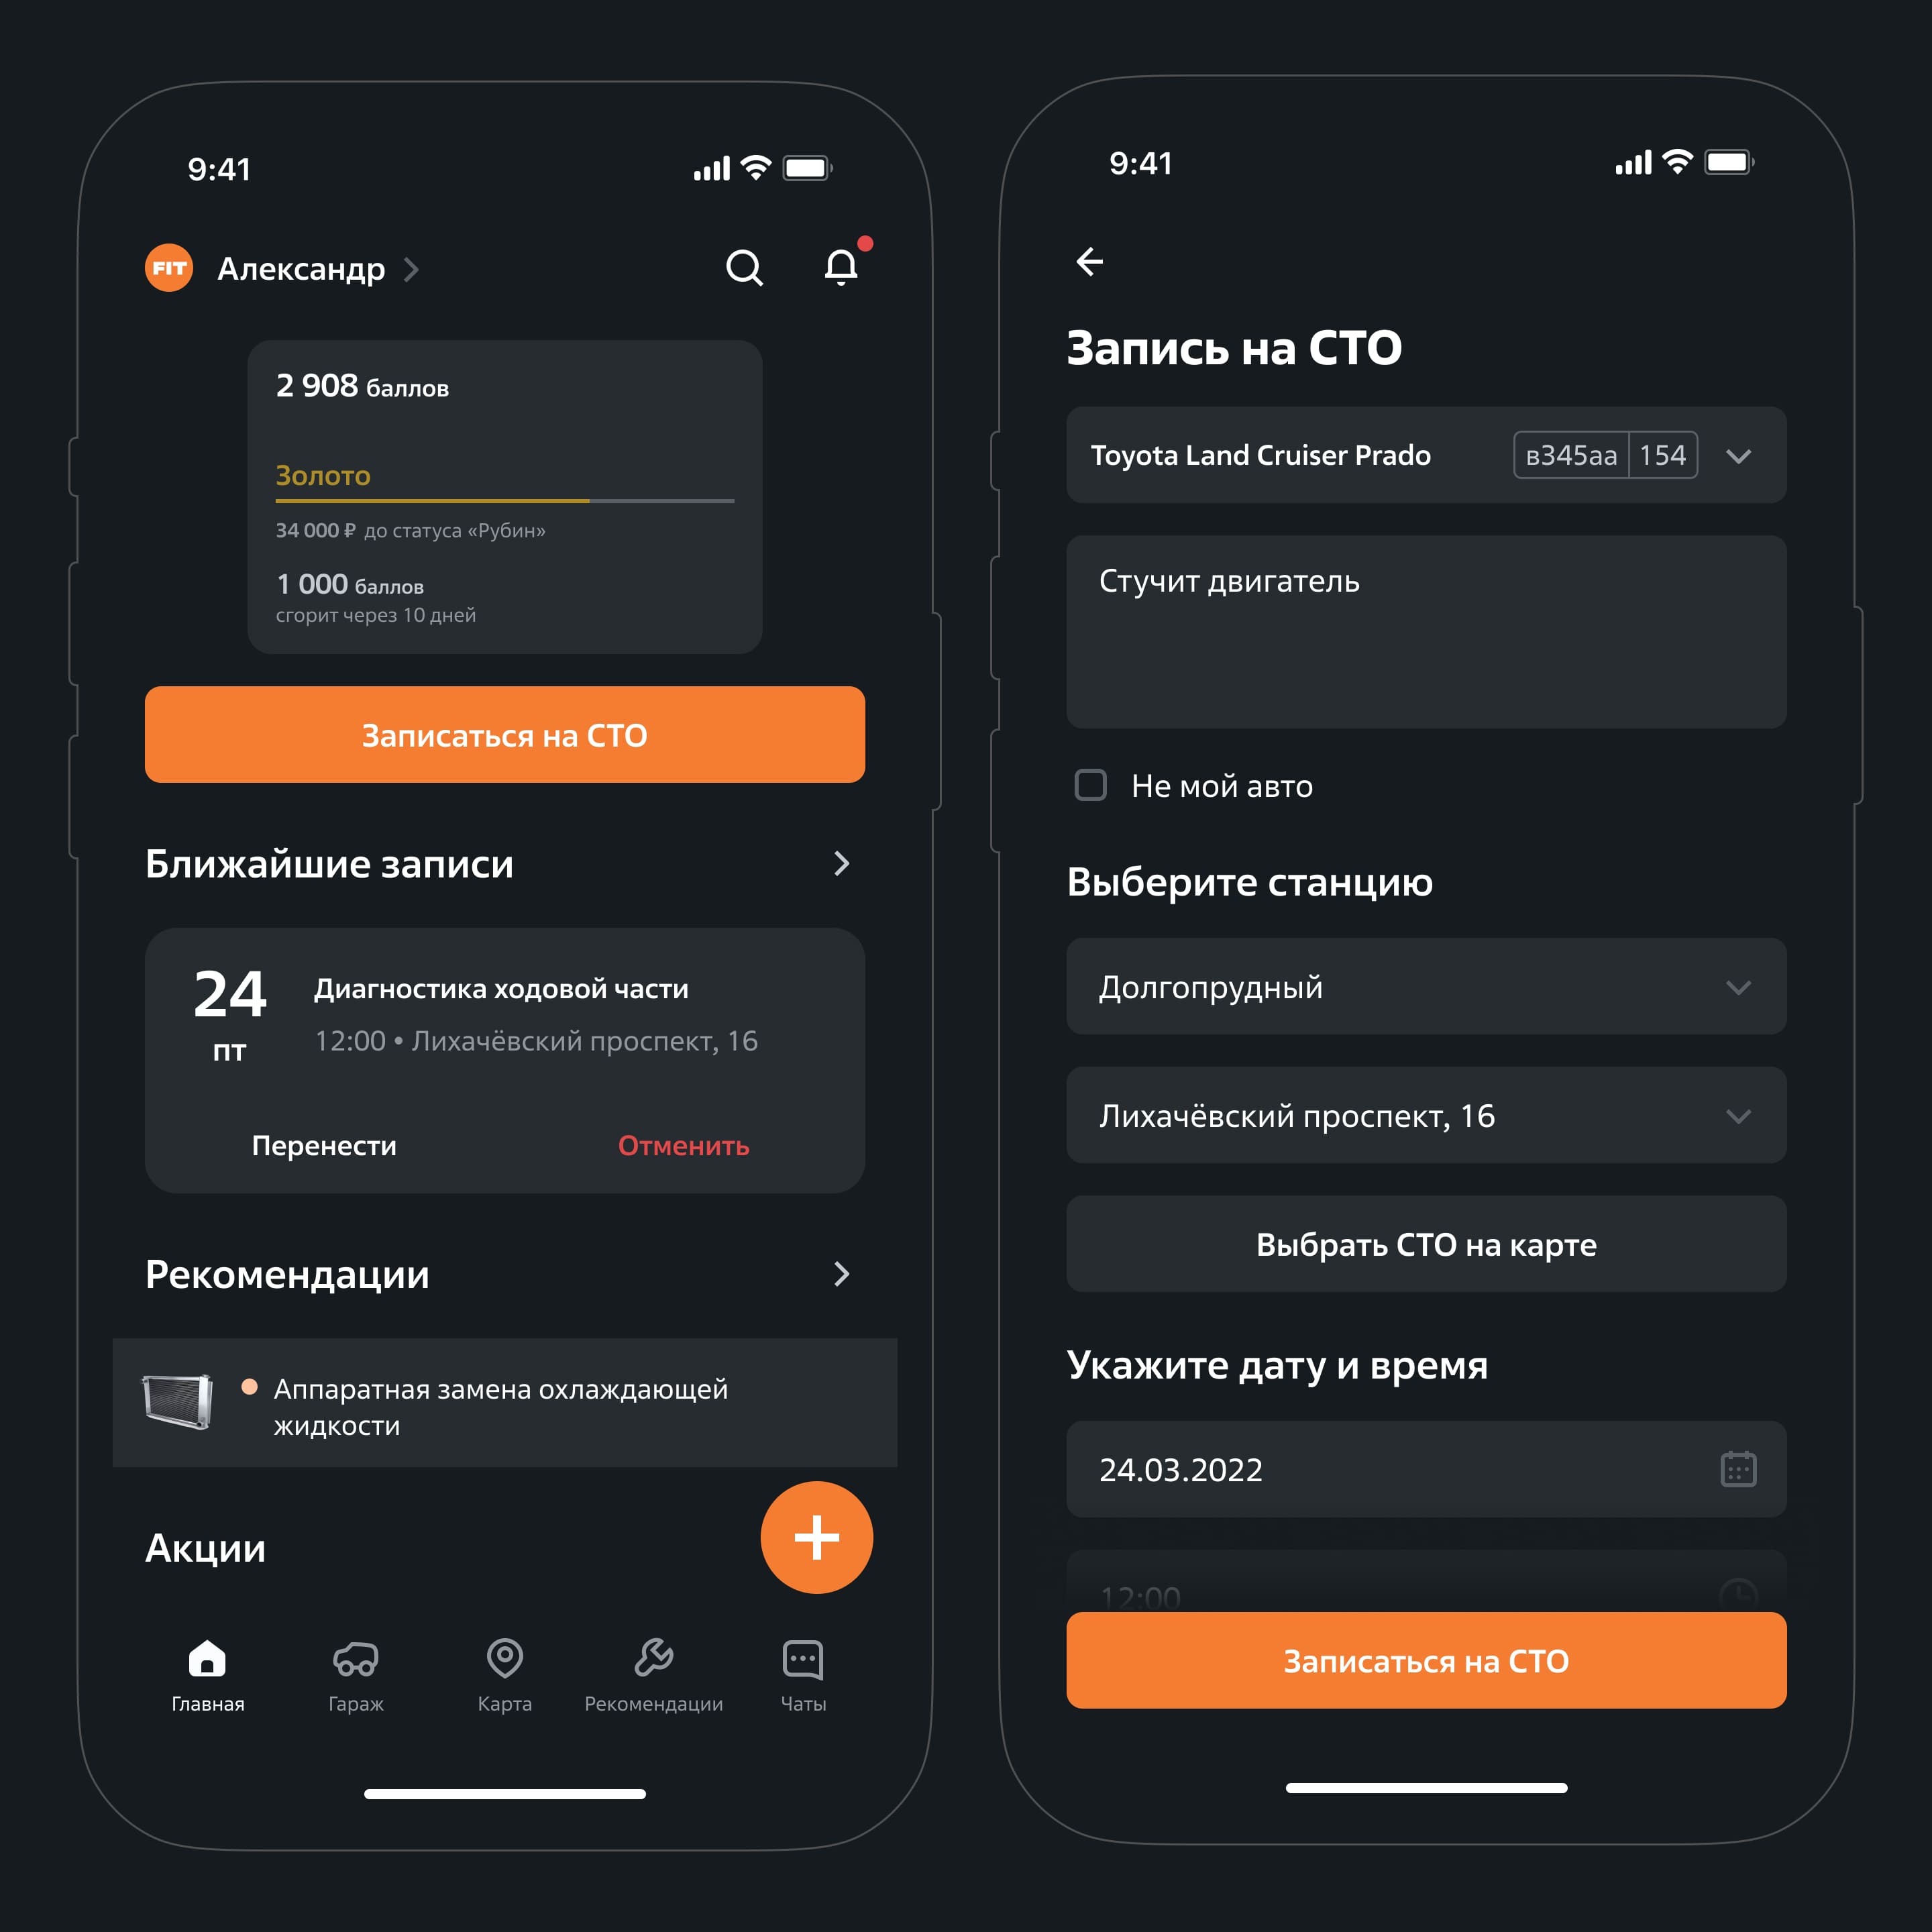 9:41
FIT
Александр
2 908 баллов
Золото
34 000 ₽ до статуса «Рубин»
1 000 баллов
сгорит через 10 дней
Записаться на СТО
Ближайшие записи
24
пт
Диагностика ходовой части
12:00 • Лихачёвский проспект, 16
Перенести
Отменить
Рекомендации
Аппаратная замена охлаждающей
жидкости
Акции
Главная
Гараж
Карта
Рекомендации
Чаты
9:41
Запись на СТО
Toyota Land Cruiser Prado
в345аа 154
Стучит двигатель
Не мой авто
Выберите станцию
Долгопрудный
Лихачёвский проспект, 16
Выбрать СТО на карте
Укажите дату и время
24.03.2022
12:00
Записаться на СТО